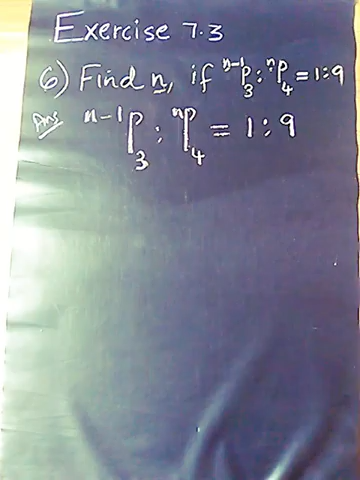 Exercise 7.3
6) Find n, if ⁿ⁻¹P₃ : ⁿP₄ = 1:9
Ans ⁿ⁻¹P₃ : ⁿP₄ = 1:9